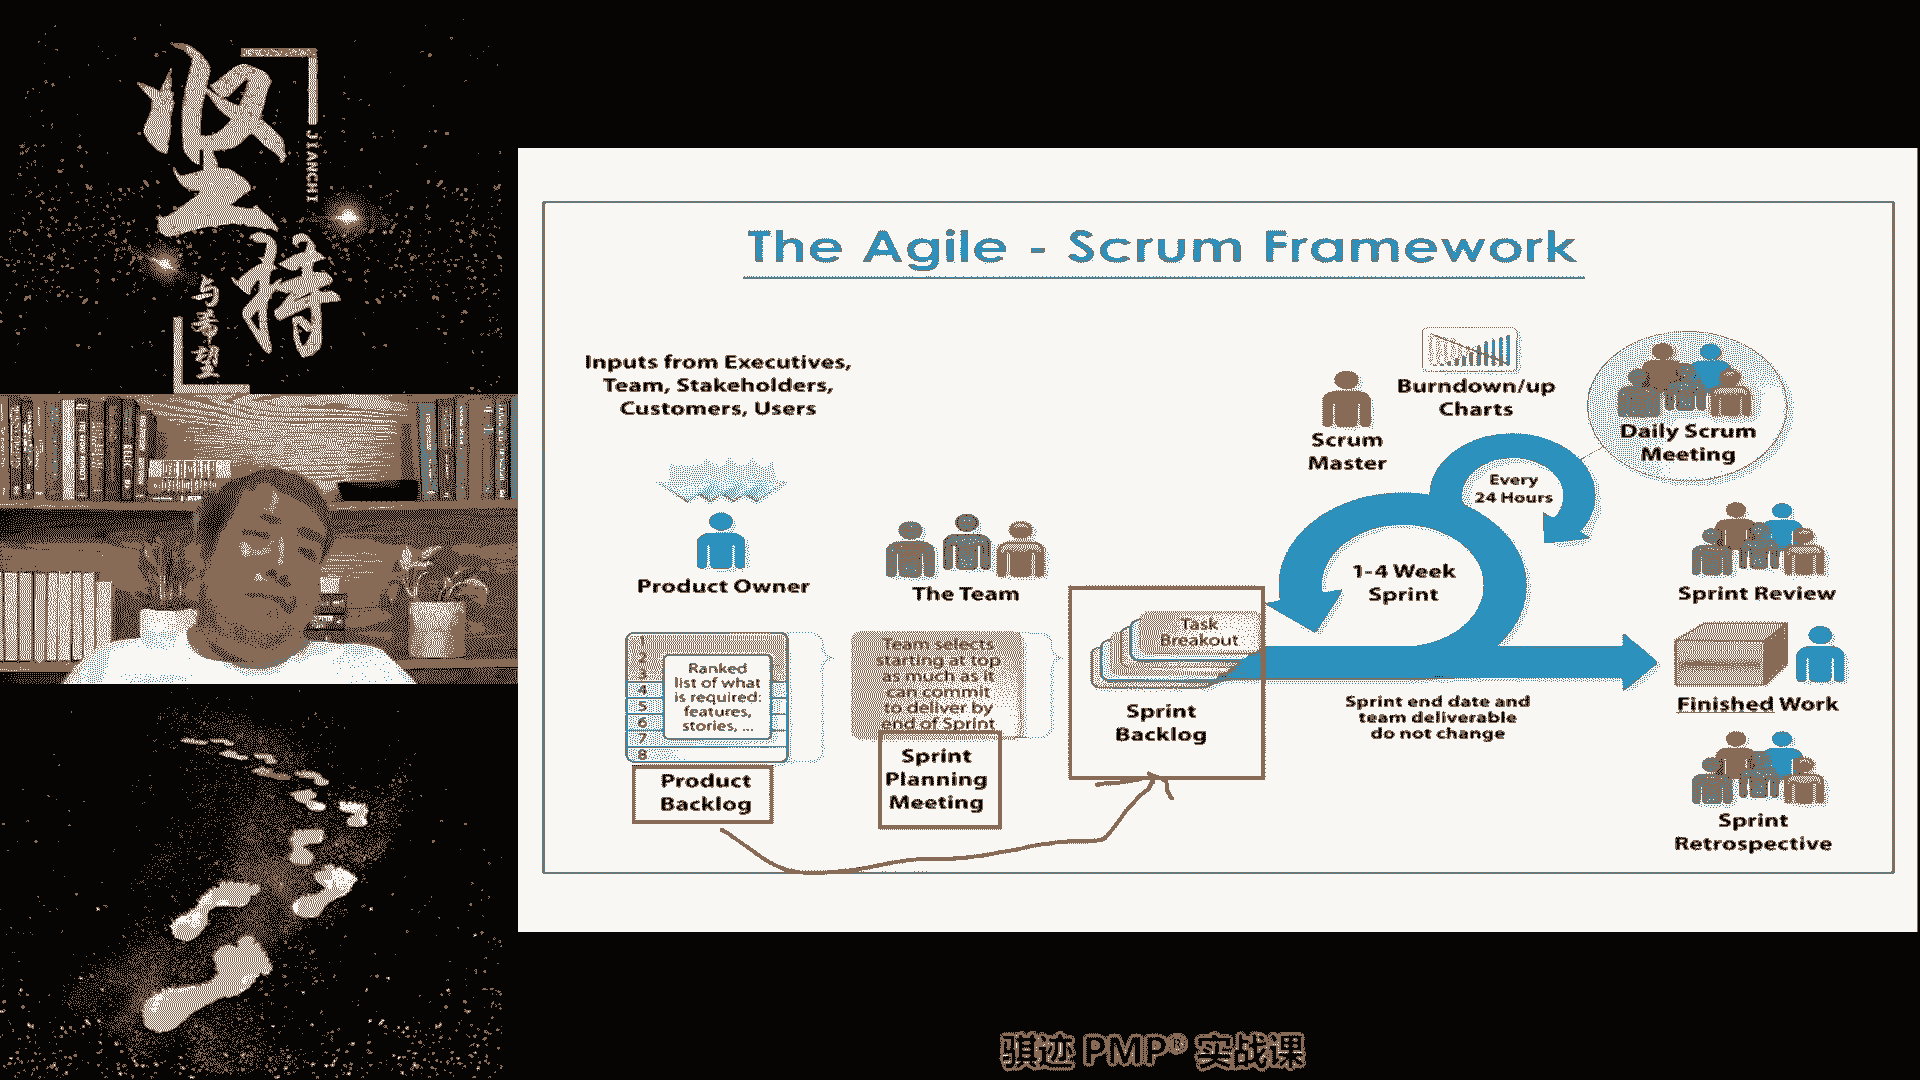 坚
持
JIANCHI
与希望
The Agile - Scrum Framework
Inputs from Executives,
Team, Stakeholders,
Customers, Users
Product Owner
The Team
1
2
3
4
5
6
7
8
Ranked
list of what
is required:
features,
stories, ...
Product
Backlog
Team selects
starting at top
as much as it
can commit
to deliver by
end of Sprint
Sprint
Planning
Meeting
Task
Breakout
Sprint
Backlog
Scrum
Master
Burndown/up
Charts
Every
24 Hours
1-4 Week
Sprint
Sprint end date and
team deliverable
do not change
Daily Scrum
Meeting
Sprint Review
Finished Work
Sprint
Retrospective
骐迹 PMP® 实战课